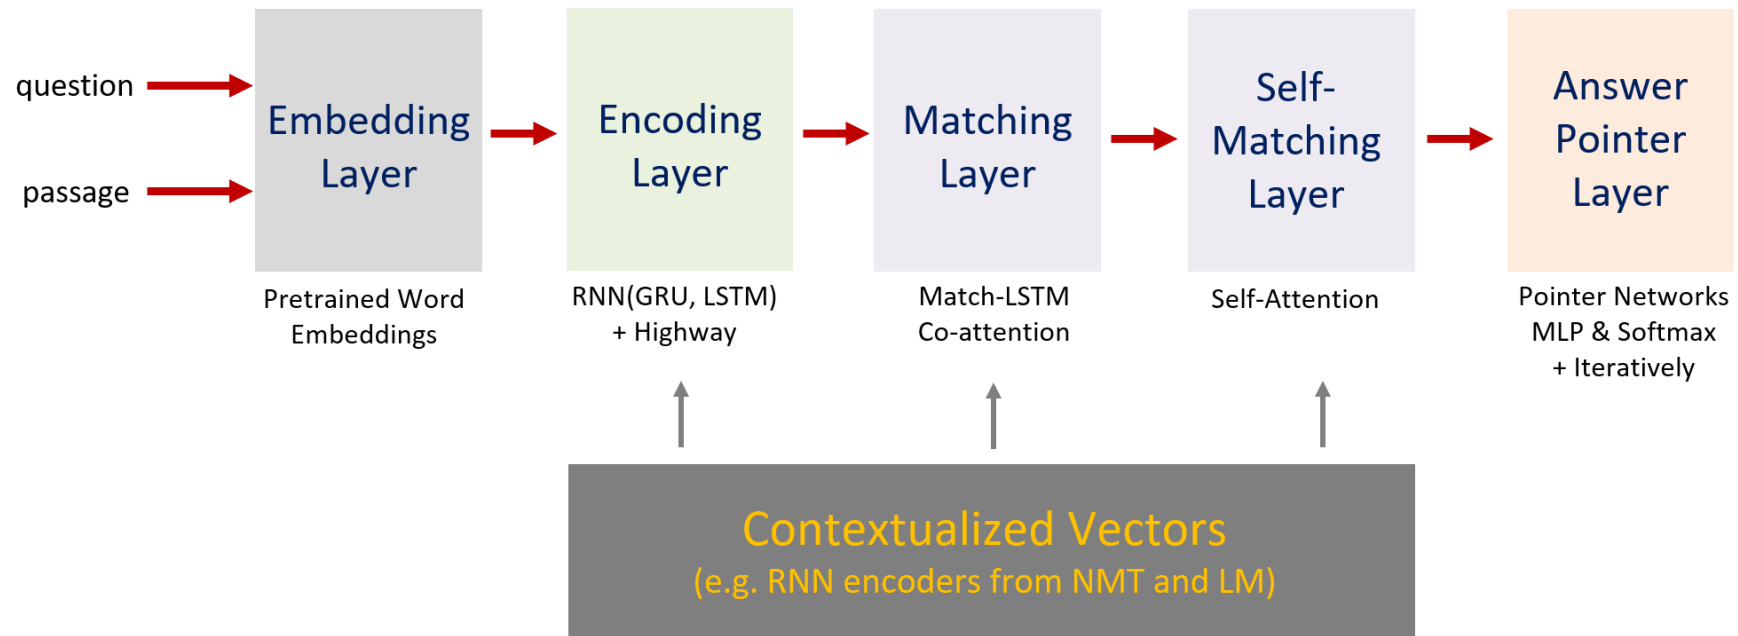 question
passage
Embedding
Layer
Pretrained Word
Embeddings
Encoding
Layer
RNN(GRU, LSTM)
+ Highway
Matching
Layer
Match-LSTM
Co-attention
Self-
Matching
Layer
Self-Attention
Answer
Pointer
Layer
Pointer Networks
MLP & Softmax
+ Iteratively
Contextualized Vectors
(e.g. RNN encoders from NMT and LM)